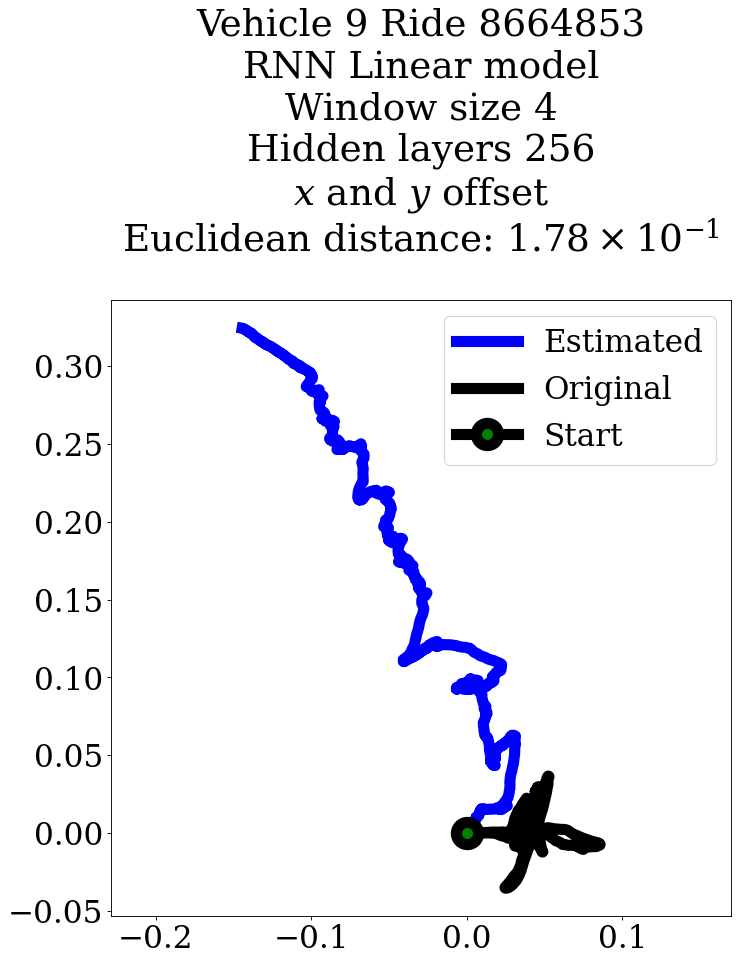 Vehicle 9 Ride 8664853
RNN Linear model
Window size 4
Hidden layers 256
x and y offset
Euclidean distance: 1.78 × 10⁻¹
Estimated
Original
Start
0.30
0.25
0.20
0.15
0.10
0.05
0.00
−0.05
−0.2 −0.1 0.0 0.1